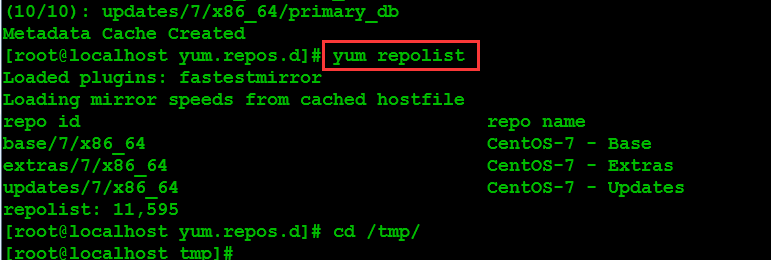 (10/10): updates/7/x86_64/primary_db
Metadata Cache Created
[root@localhost yum.repos.d]# yum repolist
Loaded plugins: fastestmirror
Loading mirror speeds from cached hostfile
repo id repo name
base/7/x86_64 CentOS-7 - Base
extras/7/x86_64 CentOS-7 - Extras
updates/7/x86_64 CentOS-7 - Updates
repolist: 11,595
[root@localhost yum.repos.d]# cd /tmp/
[root@localhost tmp]#